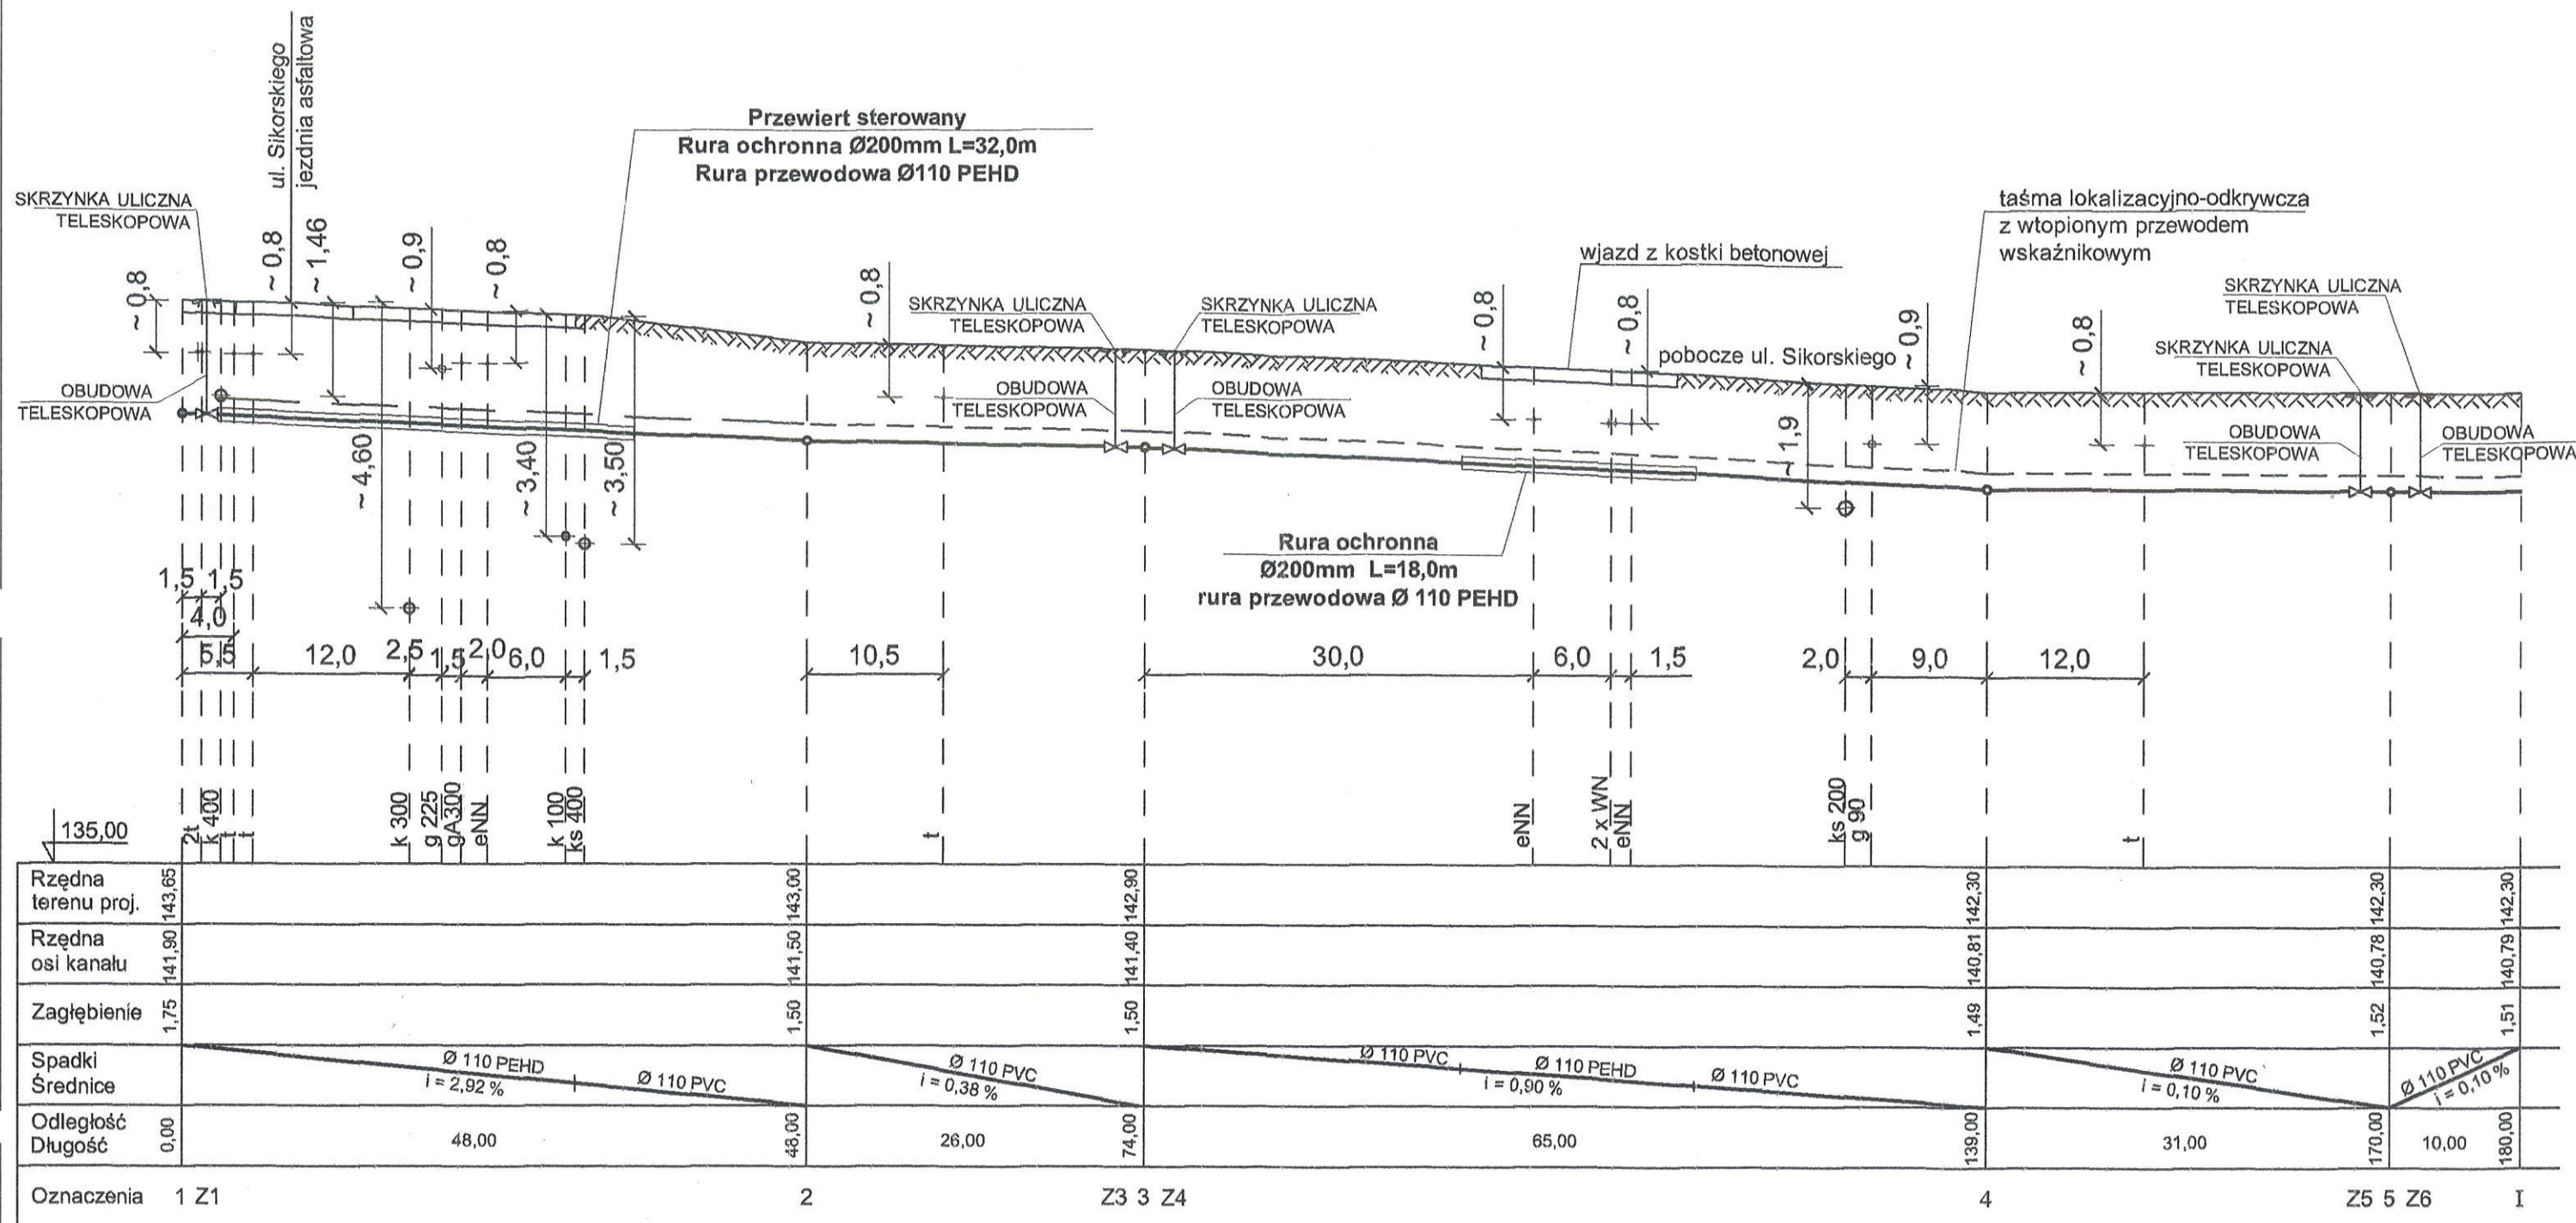 ul. Sikorskiego
jezdnia asfaltowa
Przewiert sterowany
Rura ochronna Ø200mm L=32,0m
Rura przewodowa Ø110 PEHD
SKRZYNKA ULICZNA
TELESKOPOWA
~ 0,8
~ 0,8
~ 1,46
~ 0,9
~ 0,8
~ 0,8
SKRZYNKA ULICZNA
TELESKOPOWA
SKRZYNKA ULICZNA
TELESKOPOWA
wjazd z kostki betonowej
~ 0,8
~ 0,8
pobocze ul. Sikorskiego
~ 0,9
taśma lokalizacyjno-odkrywcza
z wtopionym przewodem
wskaźnikowym
~ 0,8
SKRZYNKA ULICZNA
TELESKOPOWA
SKRZYNKA ULICZNA
TELESKOPOWA
OBUDOWA
TELESKOPOWA
OBUDOWA
TELESKOPOWA
OBUDOWA
TELESKOPOWA
OBUDOWA
TELESKOPOWA
OBUDOWA
TELESKOPOWA
~ 4,60
~ 3,40
~ 3,50
~ 1,9
Rura ochronna
Ø200mm L=18,0m
rura przewodowa Ø 110 PEHD
1,5 1,5
4,0
5,5 12,0 2,5 1,5 2,0 6,0 1,5 10,5 30,0 6,0 1,5 2,0 9,0 12,0
135,00
2t
k 400
t
t
k 300
g 225
gA300
eNN
k 100
ks 400
t
eNN
2 x WN
eNN
ks 200
g 90
t
Rzędna
terenu proj.
143,65 143,00 142,90 142,30 142,30 142,30
Rzędna
osi kanału
141,90 141,50 141,40 140,81 140,78 140,79
Zagłębienie 1,75 1,50 1,50 1,49 1,52 1,51
Spadki
Średnice
Ø 110 PEHD
i = 2,92 %
Ø 110 PVC
Ø 110 PVC
i = 0,38 %
Ø 110 PVC
Ø 110 PEHD
i = 0,90 %
Ø 110 PVC
Ø 110 PVC
i = 0,10 %
Ø 110 PVC
i = 0,10 %
Odległość
Długość
0,00 48,00 48,00 26,00 74,00 65,00 139,00 31,00 170,00 10,00 180,00
Oznaczenia 1 Z1 2 Z3 3 Z4 4 Z5 5 Z6 I